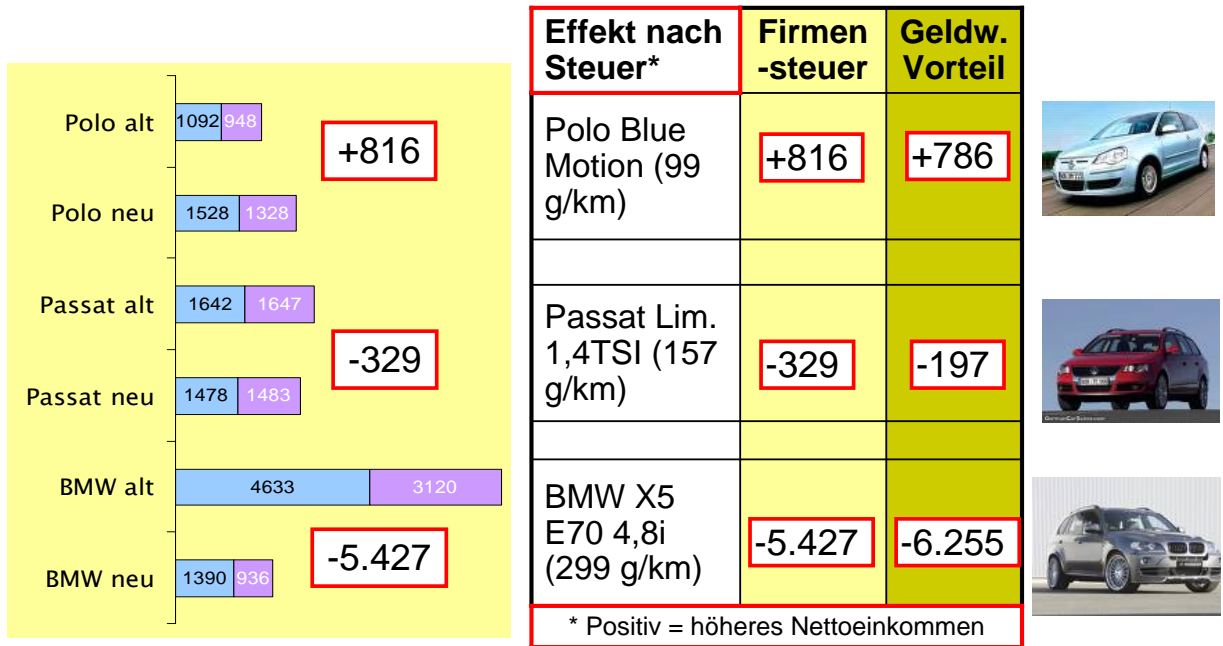 Polo alt
1092 948
+816
Polo neu
1528 1328
Passat alt
1642 1647
-329
Passat neu
1478 1483
BMW alt
4633 3120
-5.427
BMW neu
1390 936
Effekt nach
Steuer*
Firmen
-steuer
Geldw.
Vorteil
Polo Blue
Motion (99
g/km)
+816
+786
Passat Lim.
1,4TSI (157
g/km)
-329
-197
BMW X5
E70 4,8i
(299 g/km)
-5.427
-6.255
* Positiv = höheres Nettoeinkommen